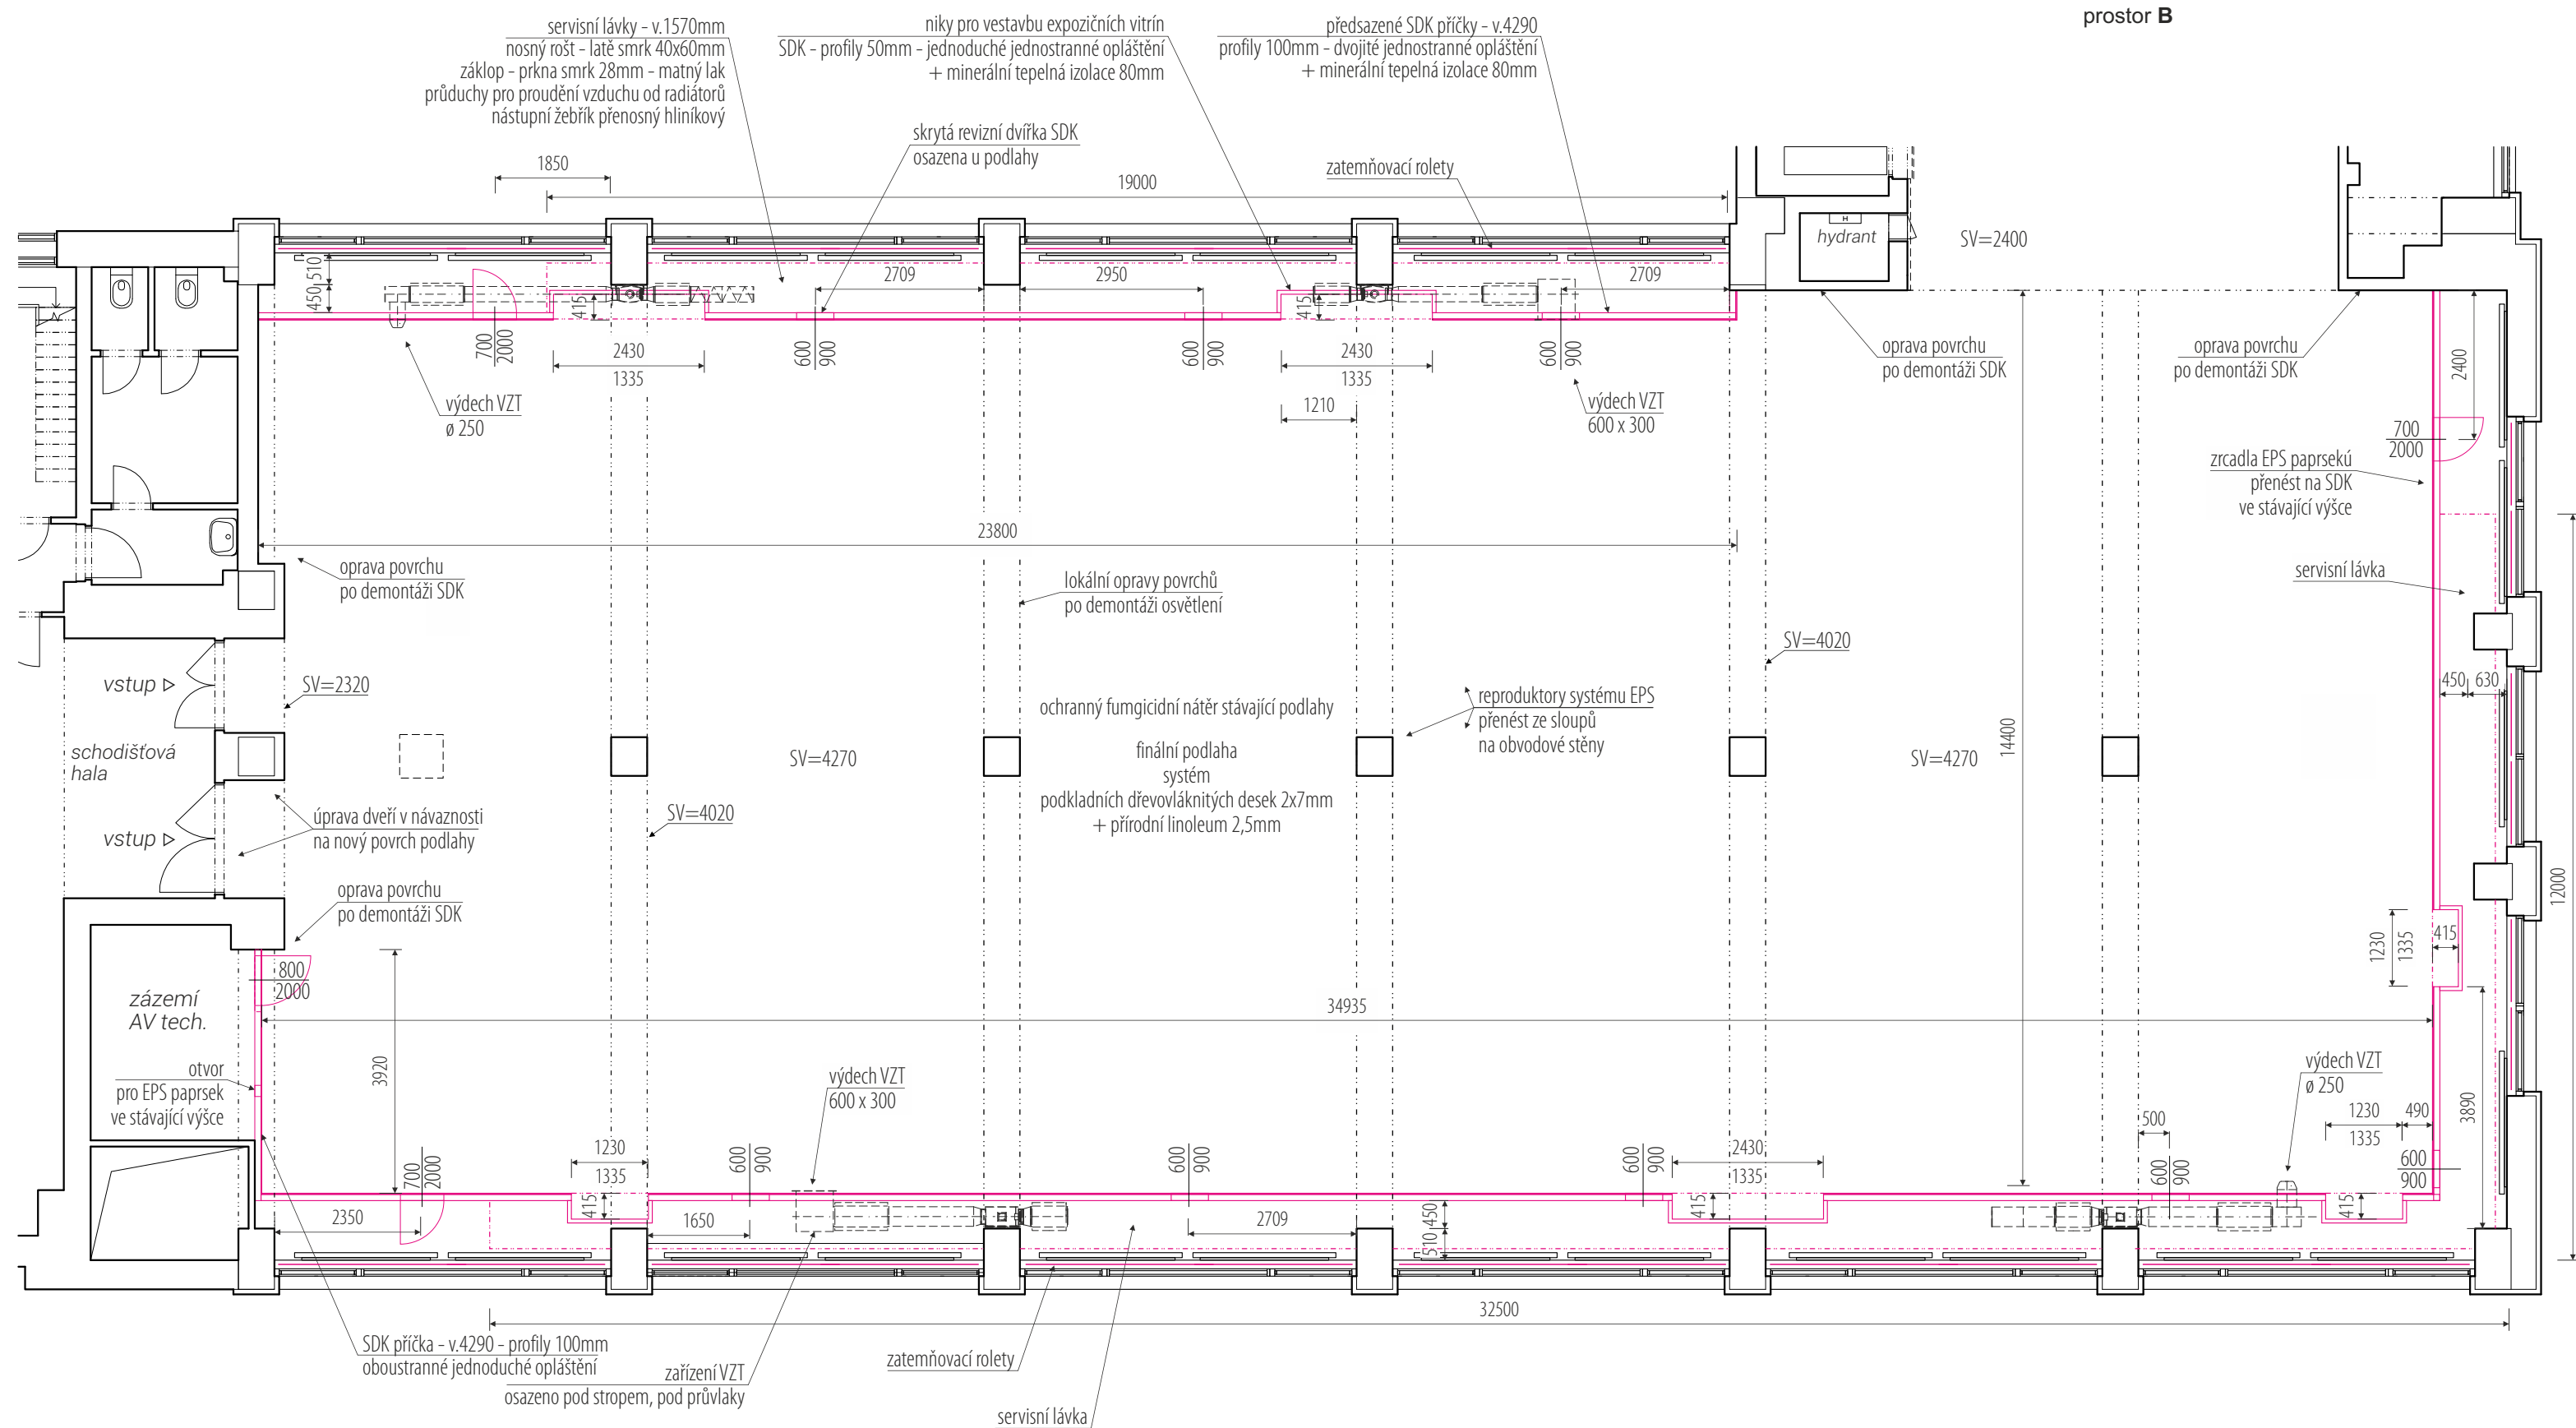 prostor B
servisní lávky - v.1570mm
nosný rošt - latě smrk 40x60mm
záklop - prkna smrk 28mm - matný lak
průduchy pro proudění vzduchu od radiátorů
nástupní žebřík přenosný hliníkový
niky pro vestavbu expozičních vitrín
SDK - profily 50mm - jednoduché jednostranné opláštění
+ minerální tepelná izolace 80mm
předsazené SDK příčky - v.4290
profily 100mm - dvojité jednostranné opláštění
+ minerální tepelná izolace 80mm
skrytá revizní dvířka SDK
osazena u podlahy
zatemňovací rolety
1850
19000
H
hydrant
SV=2400
510
450
2709
2950
2709
415
415
700
2000
2430
1335
600
900
600
900
2430
1335
600
900
1210
výdech VZT
ø 250
výdech VZT
600 x 300
oprava povrchu
po demontáži SDK
oprava povrchu
po demontáži SDK
2400
700
2000
zrcadla EPS paprsekú
přenést na SDK
ve stávající výšce
23800
oprava povrchu
po demontáži SDK
lokální opravy povrchů
po demontáži osvětlení
servisní lávka
SV=4020
vstup
SV=2320
ochranný fumgicidní nátěr stávající podlahy
reproduktory systému EPS
přenést ze sloupů
na obvodové stěny
450
630
schodišťová
hala
SV=4270
finální podlaha
systém
podkladních dřevovláknitých desek 2x7mm
+ přírodní linoleum 2,5mm
SV=4270
14400
vstup
úprava dveří v návaznosti
na nový povrch podlahy
SV=4020
12000
oprava povrchu
po demontáži SDK
1230
1335
415
800
2000
zázemí
AV tech.
34935
otvor
pro EPS paprsek
ve stávající výšce
3920
výdech VZT
600 x 300
výdech VZT
ø 250
3890
1230
1335
600
900
600
900
600
900
2430
1335
500
600
900
1230
1335
490
600
900
700
2000
2350
415
1650
2709
510
450
415
415
32500
SDK příčka - v.4290 - profily 100mm
oboustranné jednoduché opláštění
zařízení VZT
osazeno pod stropem, pod průvlaky
zatemňovací rolety
servisní lávka